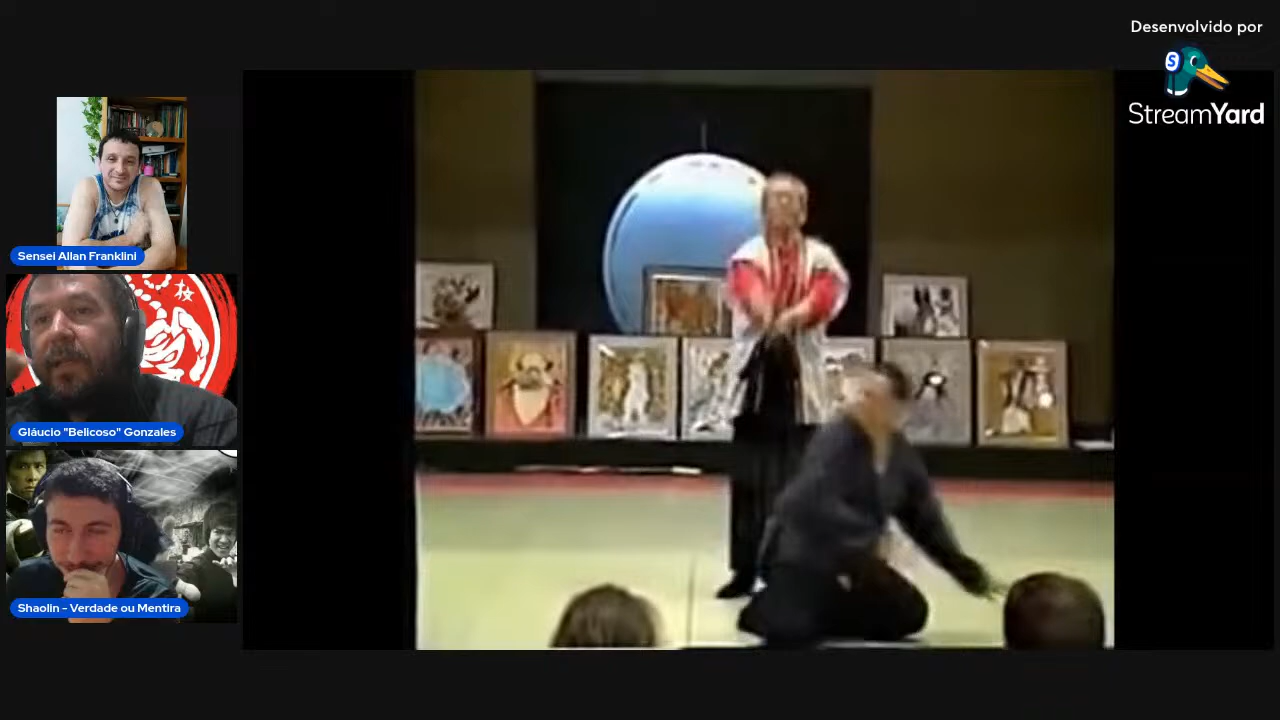 Desenvolvido por
StreamYard
Sensei Allan Franklini
Gláucio "Belicoso" Gonzales
Shaolin - Verdade ou Mentira